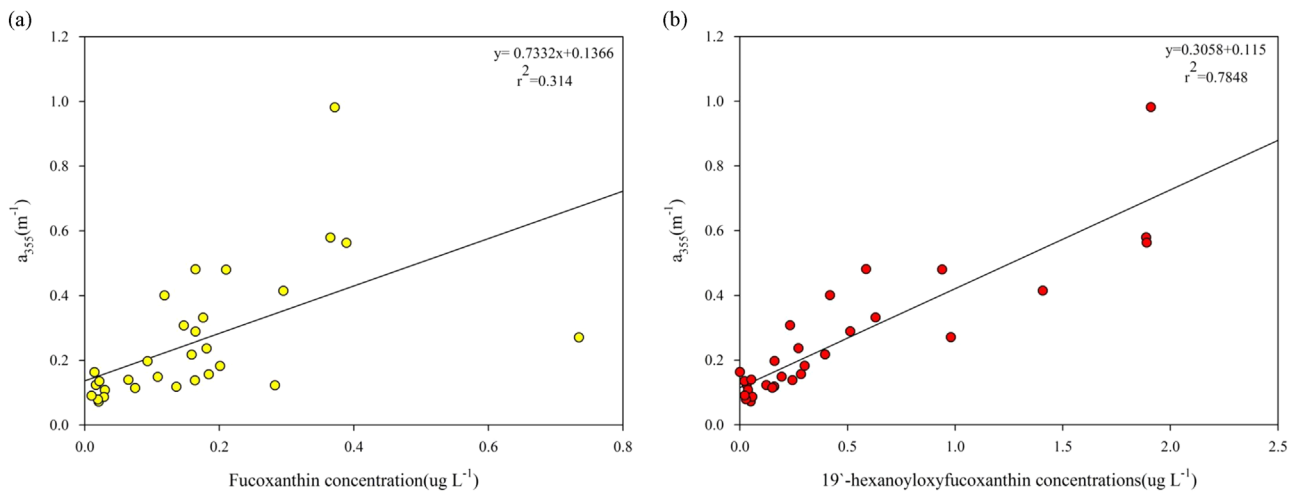 (a)
y= 0.7332x+0.1366
r²=0.314
1.2
1.0
0.8
0.6
0.4
0.2
0.0
a₃₅₅(m⁻¹)
0.0 0.2 0.4 0.6 0.8
Fucoxanthin concentration(ug L⁻¹)
(b)
y=0.3058+0.115
r²=0.7848
1.2
1.0
0.8
0.6
0.4
0.2
0.0
a₃₅₅(m⁻¹)
0.0 0.5 1.0 1.5 2.0 2.5
19`-hexanoyloxyfucoxanthin concentrations(ug L⁻¹)